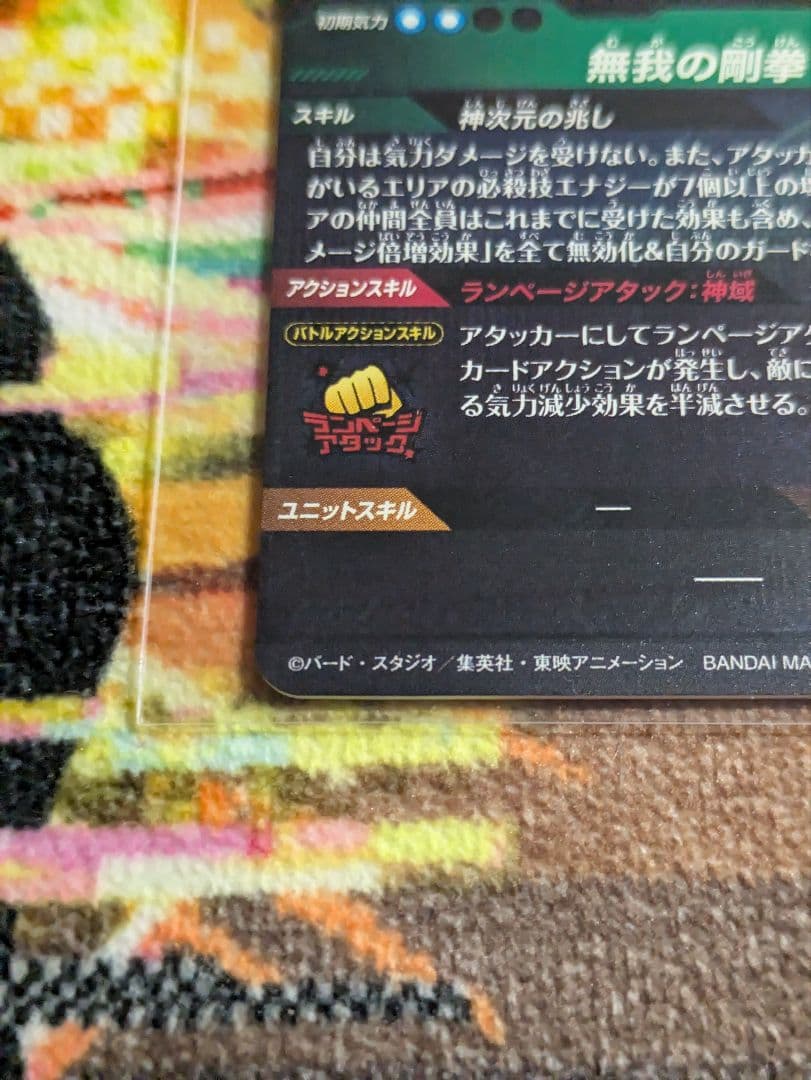 初期気力
無我の剛拳
スキル 神次元の兆し
自分は気力ダメージを受けない。また、アタッカ
がいるエリアの必殺技エナジーが7個以上の
アの仲間全員はこれまでに受けた効果も含め、
メージ倍増効果」を全て無効化&自分のガード
アクションスキル ランページアタック:神域
バトルアクションスキル アタッカーにしてランページア
カードアクションが発生し、敵に
る気力減少効果を半減させる。
ランページ
アタック
ユニットスキル —
—
©バード・スタジオ/集英社・東映アニメーション BANDAI MA